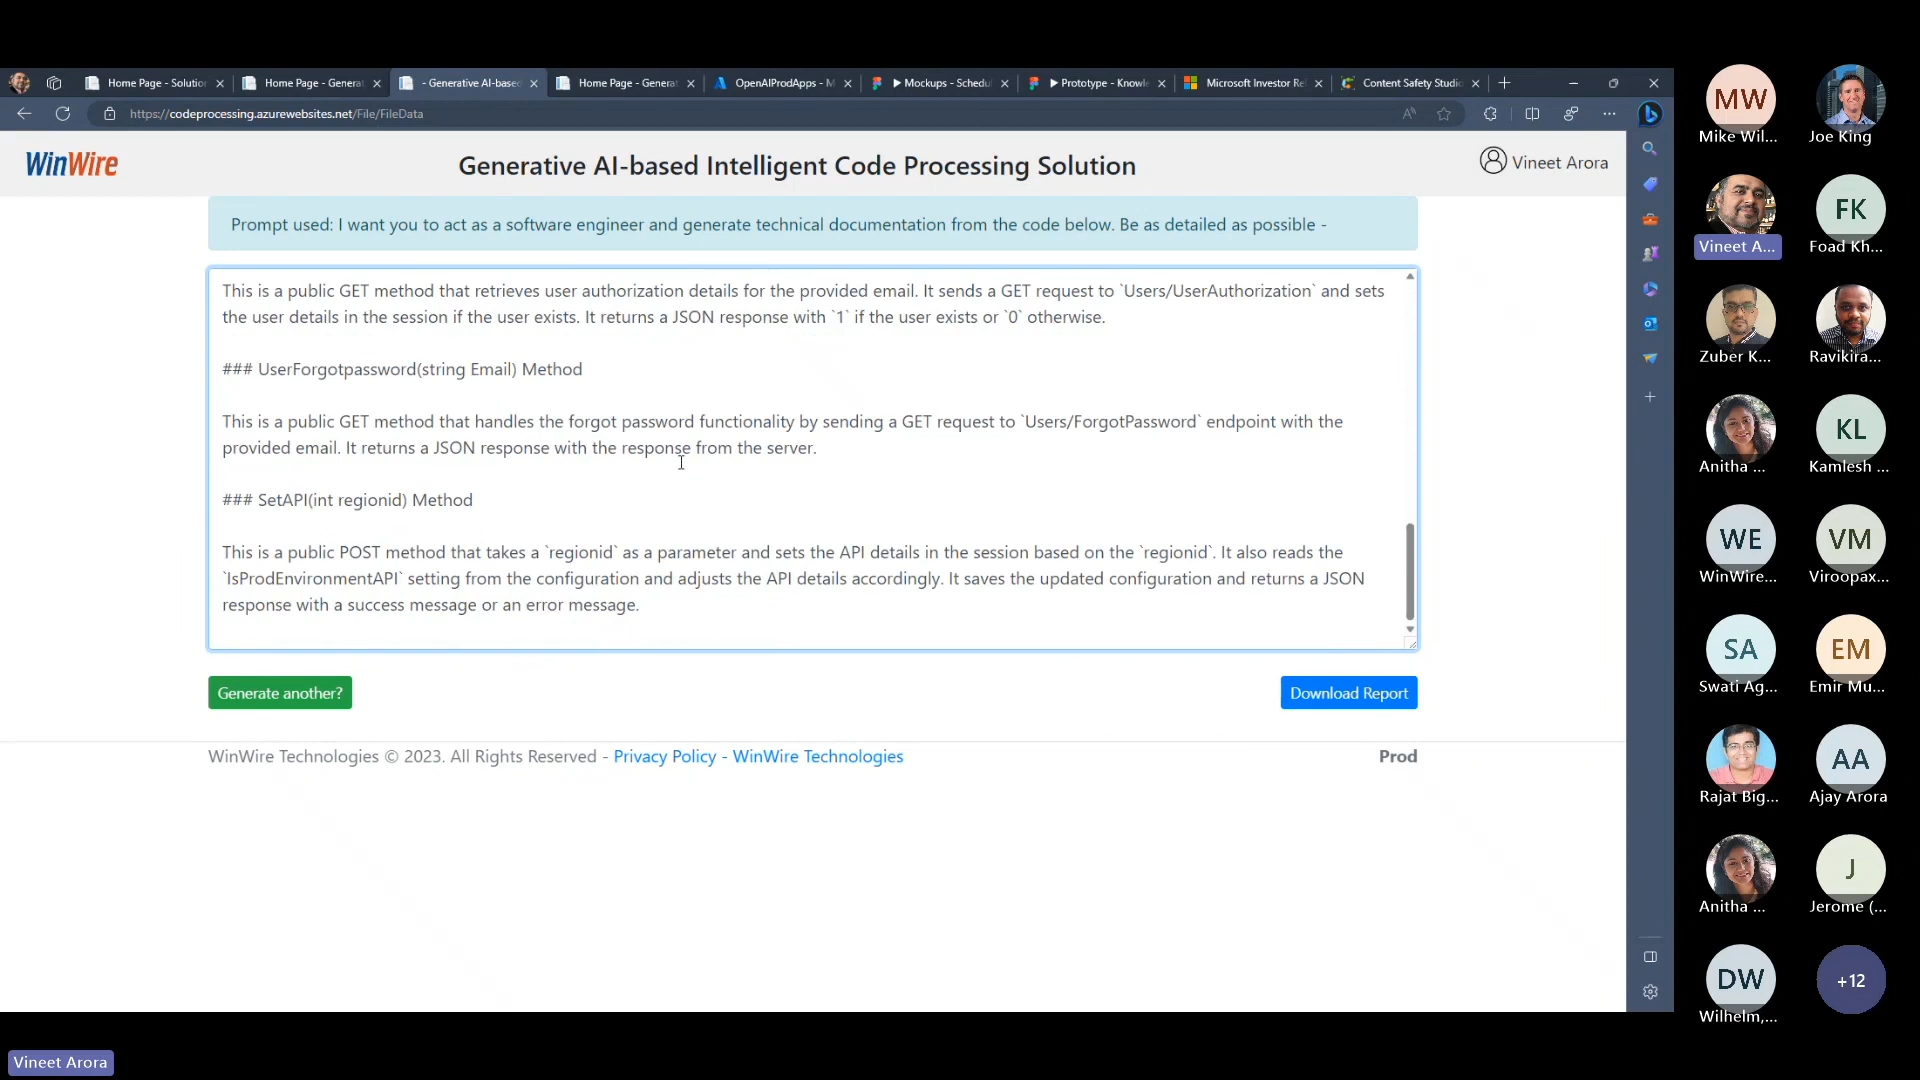 Home Page - Solution
Home Page - Generat
- Generative AI-based
Home Page - Generat
OpenAIProdApps - M
Mockups - Schedu
Prototype - Knowle
Microsoft Investor Rel
Content Safety Studio
https://codeprocessing.azurewebsites.net/File/FileData
WinWire
Generative AI-based Intelligent Code Processing Solution
Vineet Arora
Prompt used: I want you to act as a software engineer and generate technical documentation from the code below. Be as detailed as possible -
This is a public GET method that retrieves user authorization details for the provided email. It sends a GET request to `Users/UserAuthorization` and sets
the user details in the session if the user exists. It returns a JSON response with `1` if the user exists or `0` otherwise.
### UserForgotpassword(string Email) Method
This is a public GET method that handles the forgot password functionality by sending a GET request to `Users/ForgotPassword` endpoint with the
provided email. It returns a JSON response with the response from the server.
### SetAPI(int regionid) Method
This is a public POST method that takes a `regionid` as a parameter and sets the API details in the session based on the `regionid`. It also reads the
`IsProdEnvironmentAPI` setting from the configuration and adjusts the API details accordingly. It saves the updated configuration and returns a JSON
response with a success message or an error message.
Generate another?
Download Report
WinWire Technologies © 2023. All Rights Reserved - Privacy Policy - WinWire Technologies
Prod
MW
Mike Wil...
Joe King
Vineet A...
FK
Foad Kh...
Zuber K...
Ravikira...
Anitha ...
KL
Kamlesh ...
WE
WinWire...
VM
Viroopax...
SA
Swati Ag...
EM
Emir Mu...
Rajat Big...
AA
Ajay Arora
Anitha ...
J
Jerome (...
DW
Wilhelm,...
+12
Vineet Arora